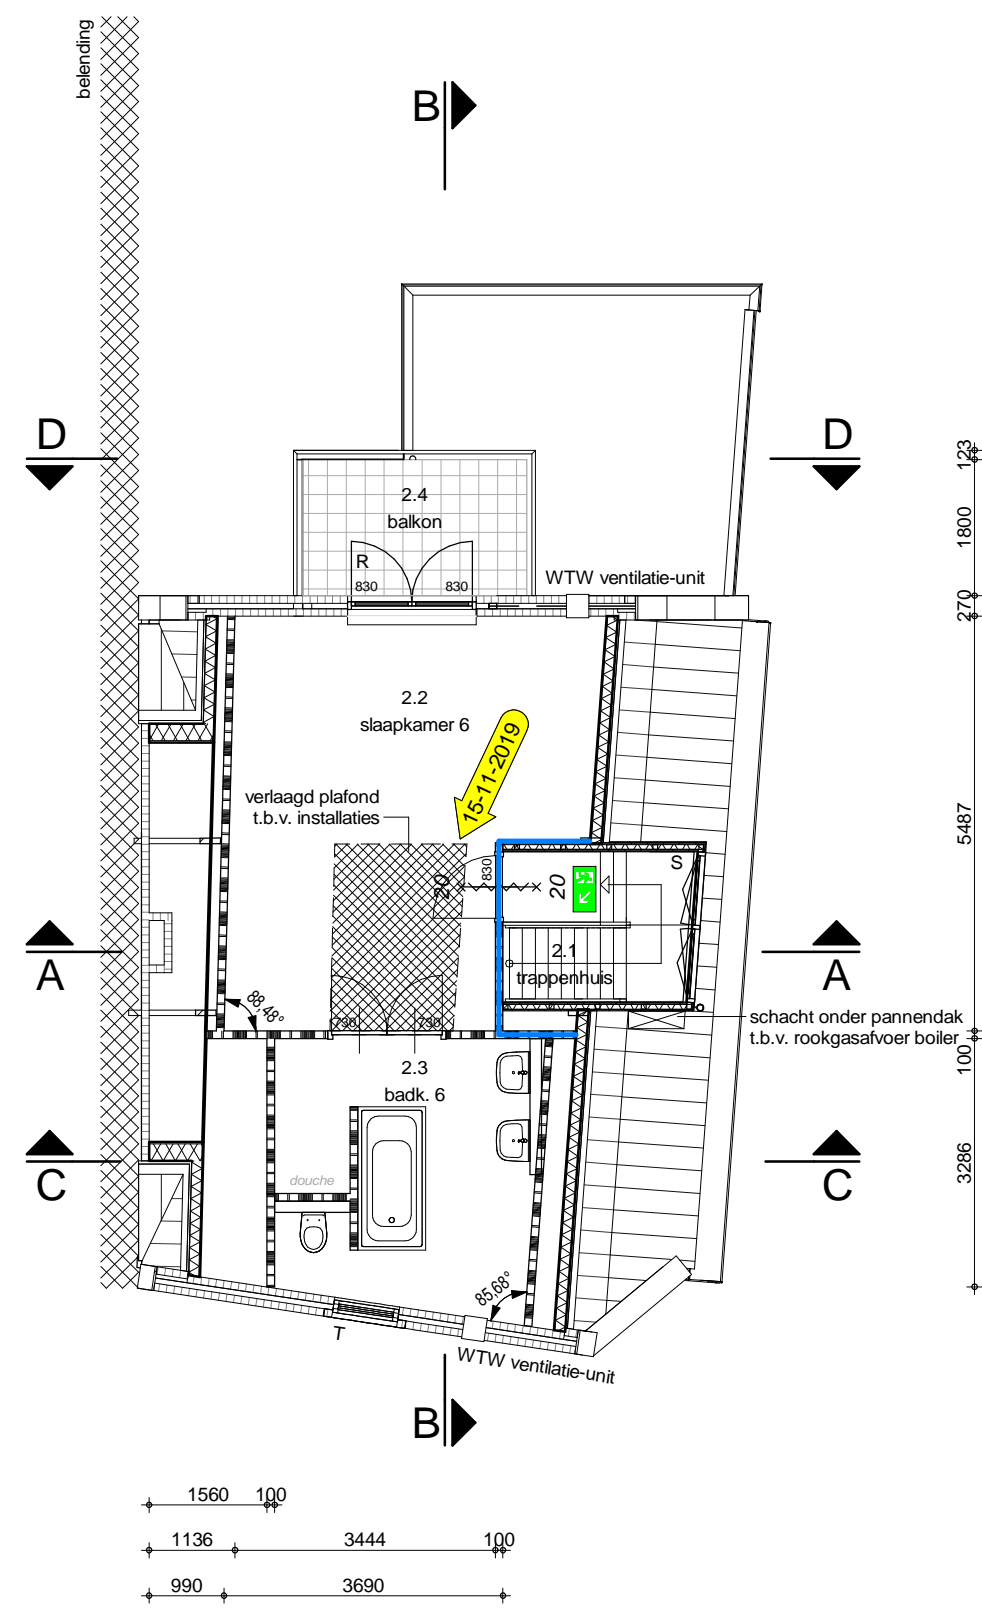 belending
B
D
D
123
2.4
balkon
1800
R
830
830
WTW ventilatie-unit
270
2.2
slaapkamer 6
15-11-2019
verlaagd plafond
t.b.v. installaties
5487
830
S
20
20
A
2.1
A
trappenhuis
88,48°
730
730
schacht onder pannendak
t.b.v. rookgasafvoer boiler
100
2.3
badk. 6
C
C
3286
douche
85,68°
T
WTW ventilatie-unit
B
1560
100
1136
3444
100
990
3690